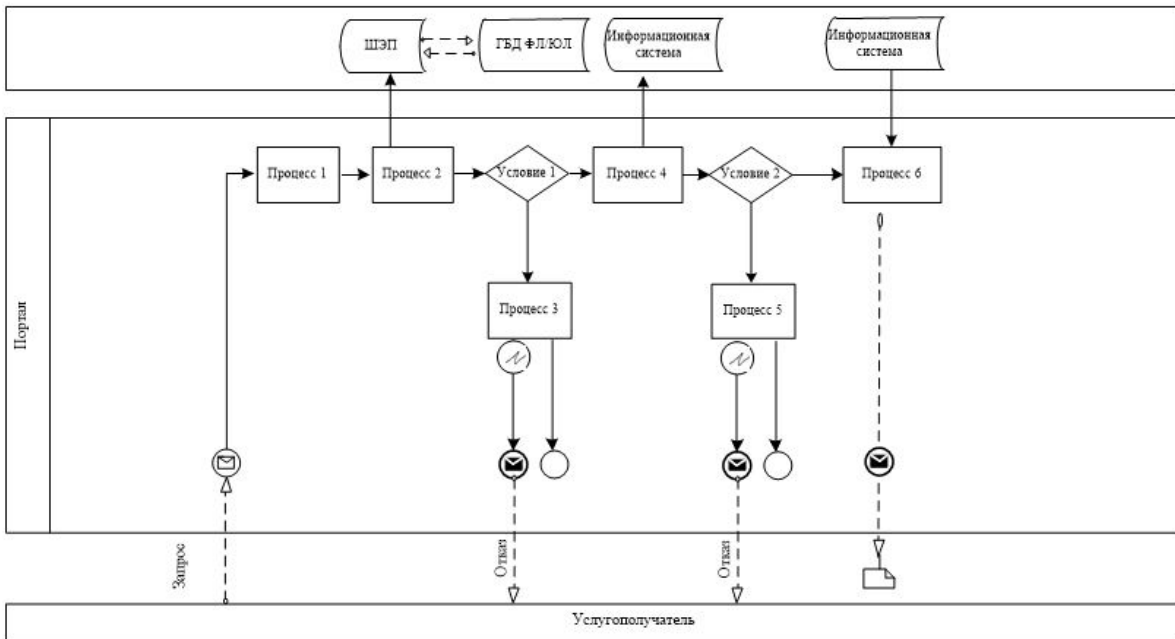 ШЭП
ГБД ФЛ/ЮЛ
Информационная
система
Информационная
система
Портал
Процесс 1
Процесс 2
Условие 1
Процесс 4
Условие 2
Процесс 6
Процесс 3
Процесс 5
Запрос
Отказ
Отказ
Услугополучатель